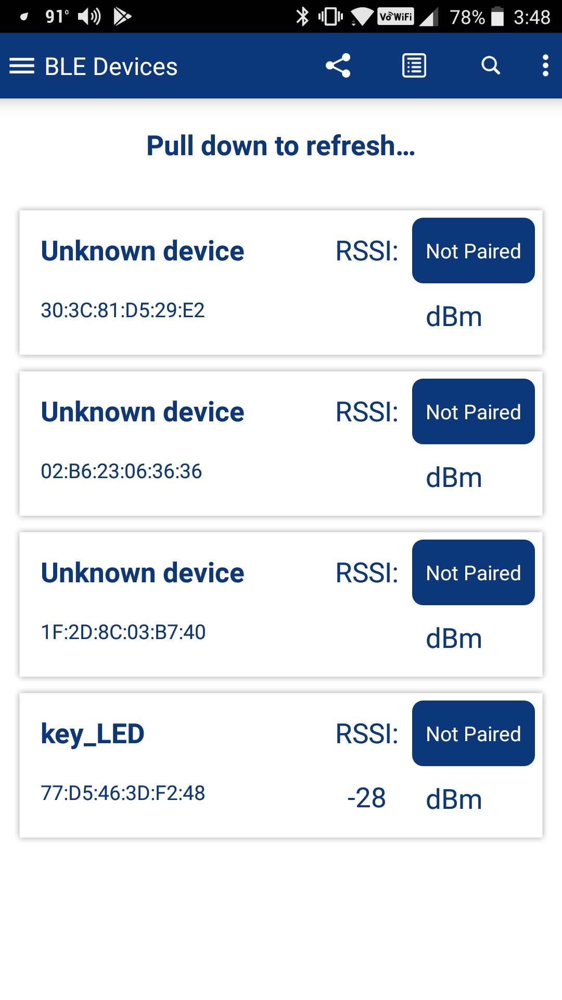 91° VoWiFi 78% 3:48
BLE Devices
Pull down to refresh...
Unknown device RSSI: Not Paired
30:3C:81:D5:29:E2 dBm
Unknown device RSSI: Not Paired
02:B6:23:06:36:36 dBm
Unknown device RSSI: Not Paired
1F:2D:8C:03:B7:40 dBm
key_LED RSSI: Not Paired
77:D5:46:3D:F2:48 -28 dBm